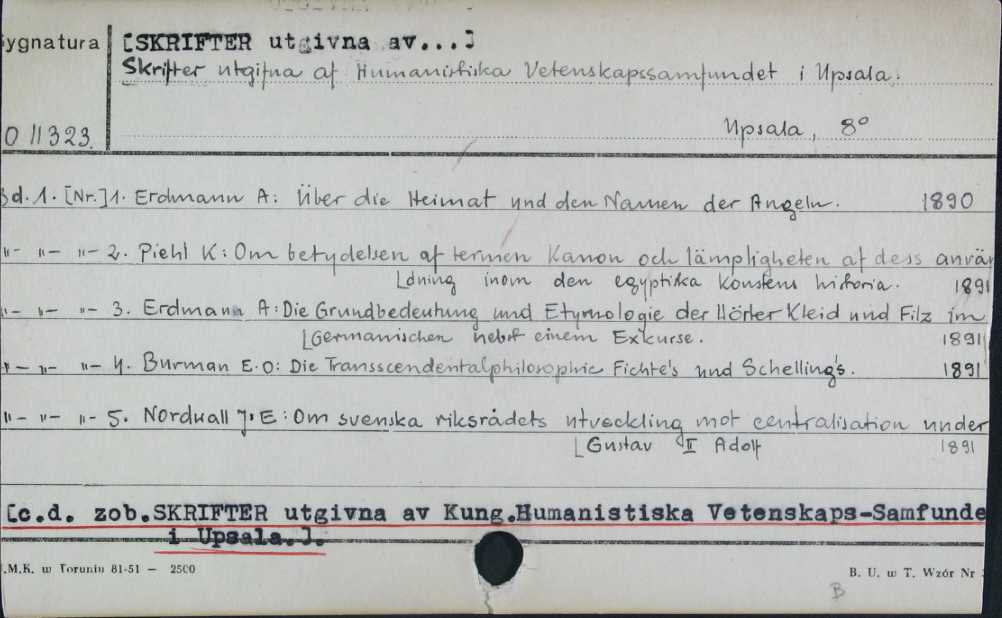 ygnatura [SKRIFTER utgivna av...]
Skrifter utgifna af Humanistiska Vetenskapssamfundet i Upsala.
O 11323. Upsala, 8°
Bd. 1. [Nr.] 1. Erdmann A: Über die Heimat und den Namen der Angeln. 1890
"- "- "- 2. Piehl K: Om betydelsen af termen Kanon och lämpligheten af dess använ
[dning inom den egyptiska konstens historia. 1891
"- "- "- 3. Erdmann A: Die Grundbedeutung und Etymologie der Wörter Kleid und Filz im
[Germanischen nebst einem Exkurse. 1891
"- "- "- 4. Burman E.O: Die Transscendentalphilosophie Fichte's und Schelling's. 1891
"- "- "- 5. Nordwall J.E: Om svenska riksrådets utveckling mot centralisation under
[Gustav II Adolf 1891
[c.d. zob. SKRIFTER utgivna av Kung. Humanistiska Vetenskaps-Samfunde
i Upsala.].
.M.K. w Toruniu 81-51 — 2500
B. U. w T. Wzór Nr
B